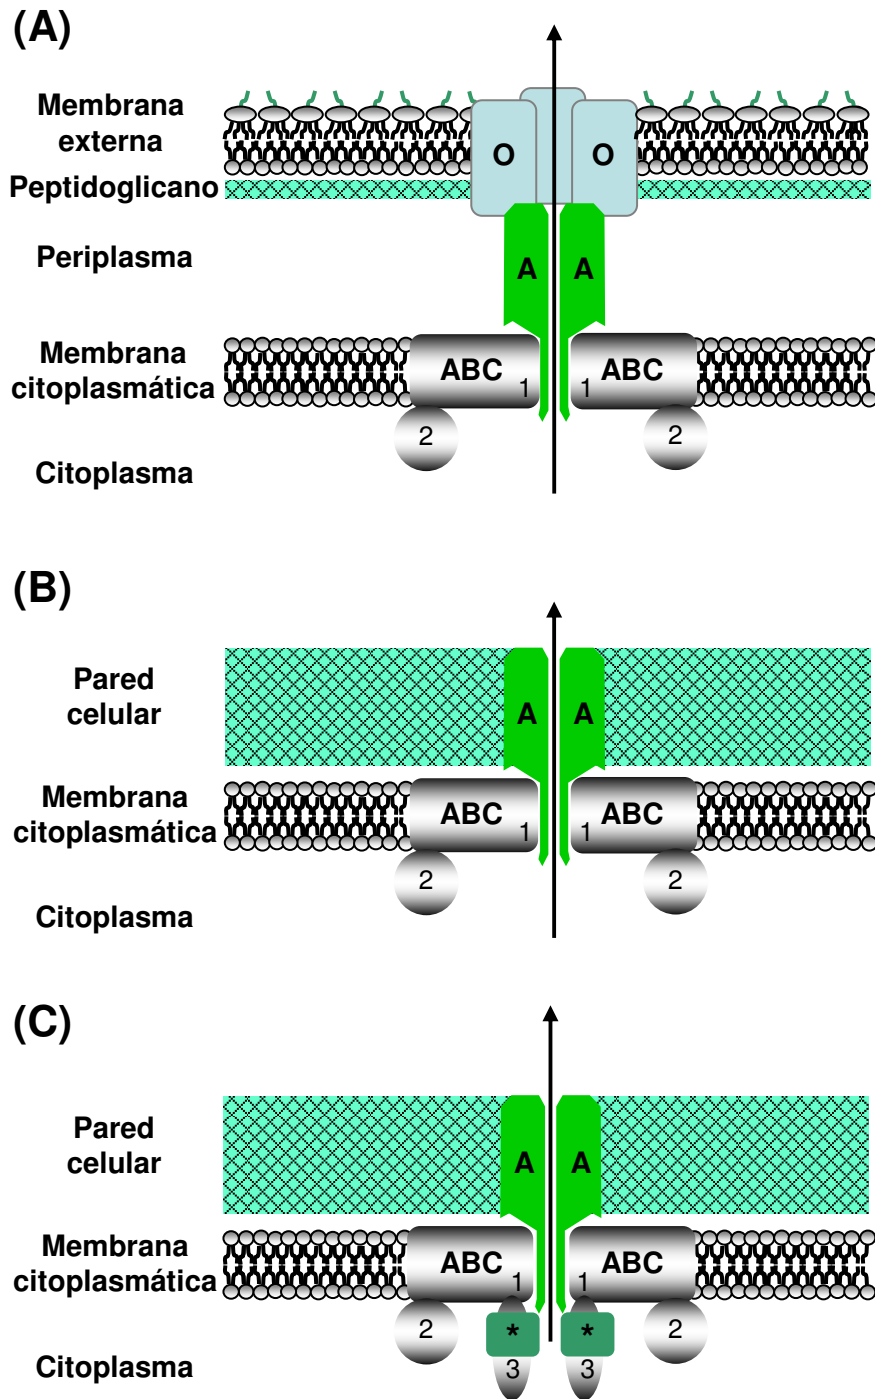 (A)
Membrana
externa
O O
Peptidoglicano
Periplasma
A A
Membrana
citoplasmática
ABC 1 1 ABC
2 2
Citoplasma
(B)
Pared
celular
A A
Membrana
citoplasmática
ABC 1 1 ABC
2 2
Citoplasma
(C)
Pared
celular
A A
Membrana
citoplasmática
ABC 1 1 ABC
2 * * 2
Citoplasma
3 3